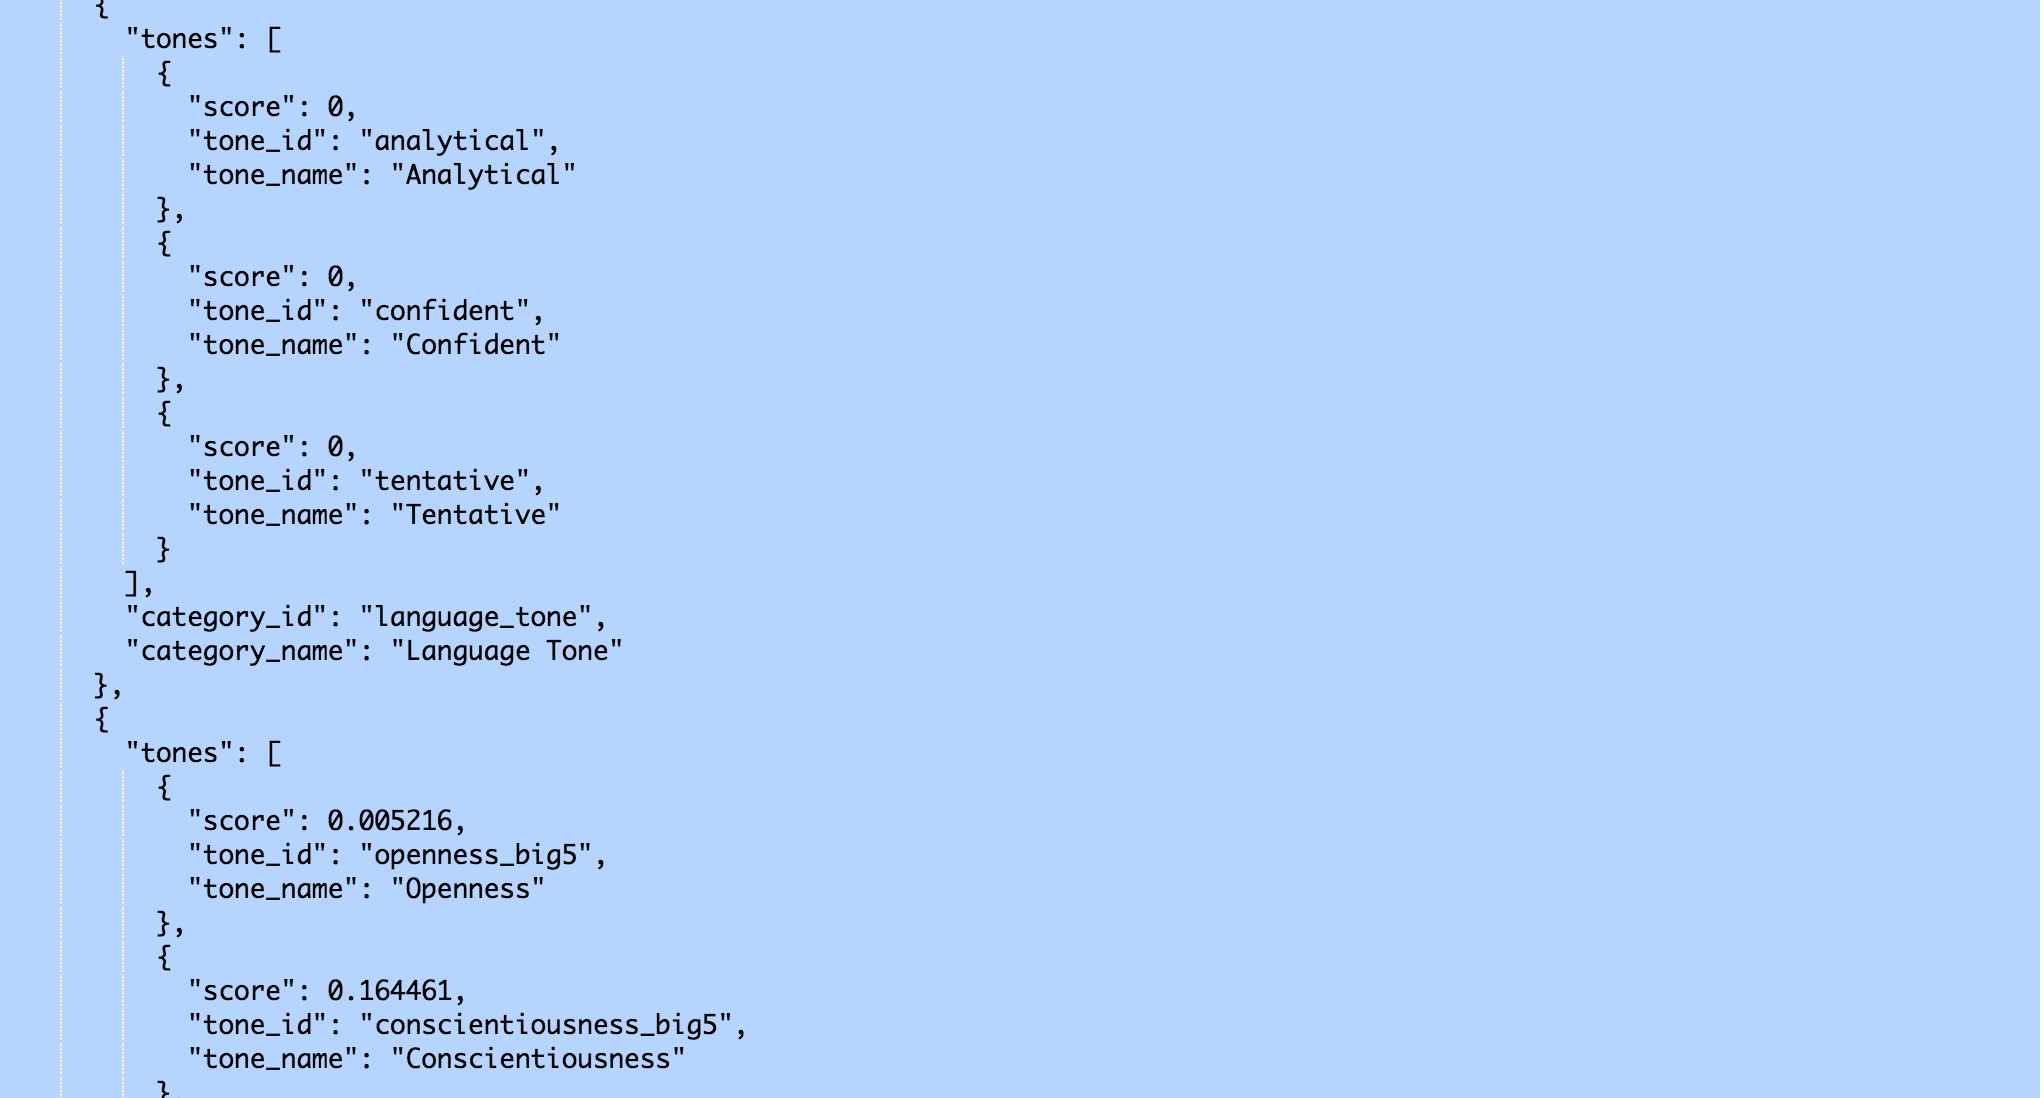 {
"tones": [
{
"score": 0,
"tone_id": "analytical",
"tone_name": "Analytical"
},
{
"score": 0,
"tone_id": "confident",
"tone_name": "Confident"
},
{
"score": 0,
"tone_id": "tentative",
"tone_name": "Tentative"
}
],
"category_id": "language_tone",
"category_name": "Language Tone"
},
{
"tones": [
{
"score": 0.005216,
"tone_id": "openness_big5",
"tone_name": "Openness"
},
{
"score": 0.164461,
"tone_id": "conscientiousness_big5",
"tone_name": "Conscientiousness"
}